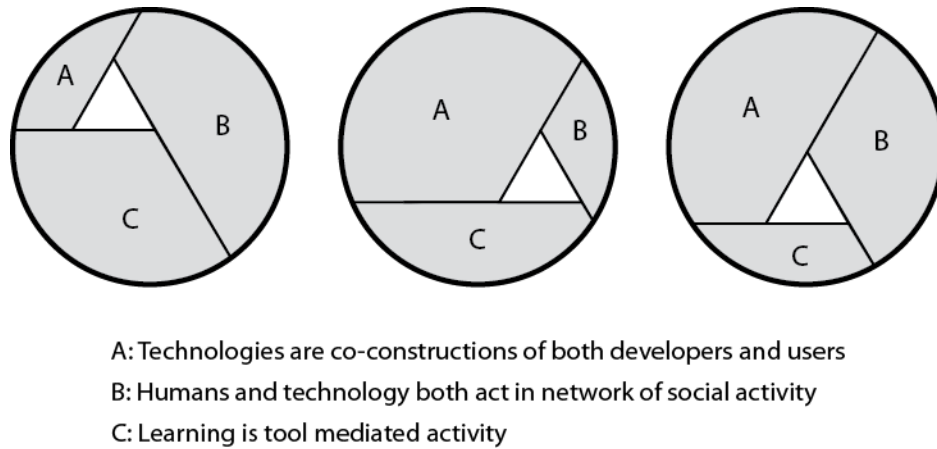 A
B
C
A
B
C
A
B
C
A: Technologies are co-constructions of both developers and users
B: Humans and technology both act in network of social activity
C: Learning is tool mediated activity